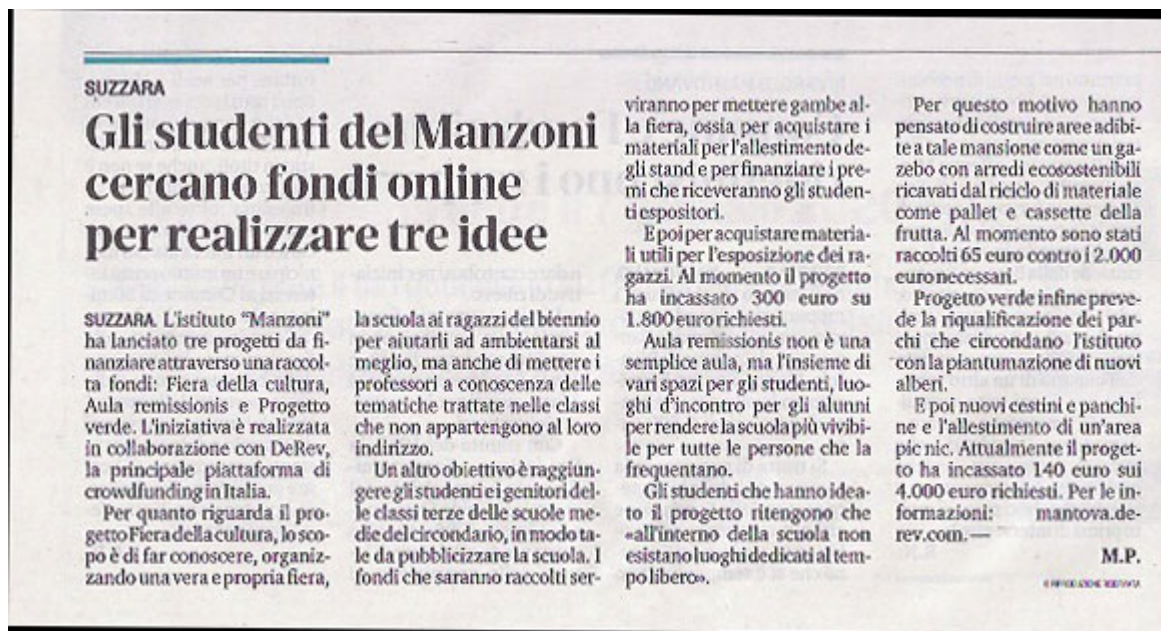 SUZZARA
Gli studenti del Manzoni
cercano fondi online
per realizzare tre idee
SUZZARA. L'istituto "Manzoni"
ha lanciato tre progetti da fi-
nanziare attraverso una raccol-
ta fondi: Fiera della cultura,
Aula remissionis e Progetto
verde. L'iniziativa è realizzata
in collaborazione con DeRev,
la principale piattaforma di
crowdfunding in Italia.
Per quanto riguarda il pro-
getto Fiera della cultura, lo sco-
po è di far conoscere, organiz-
zando una vera e propria fiera,
la scuola ai ragazzi del biennio
per aiutarli ad ambientarsi al
meglio, ma anche di mettere i
professori a conoscenza delle
tematiche trattate nelle classi
che non appartengono al loro
indirizzo.
Un altro obiettivo è raggiun-
gere gli studenti e i genitori del-
le classi terze delle scuole me-
die del circondario, in modo ta-
le da pubblicizzare la scuola. I
fondi che saranno raccolti ser-
viranno per mettere gambe al-
la fiera, ossia per acquistare i
materiali per l'allestimento de-
gli stand e per finanziare i pre-
mi che riceveranno gli studen-
ti espositori.
E poi per acquistare materia-
li utili per l'esposizione dei ra-
gazzi. Al momento il progetto
ha incassato 300 euro su
1.800 euro richiesti.
Aula remissionis non è una
semplice aula, ma l'insieme di
vari spazi per gli studenti, luo-
ghi d'incontro per gli alunni
per rendere la scuola più vivibi-
le per tutte le persone che la
frequentano.
Gli studenti che hanno idea-
to il progetto ritengono che
«all'interno della scuola non
esistano luoghi dedicati al tem-
po libero».
Per questo motivo hanno
pensato di costruire aree adibi-
te a tale mansione come un ga-
zebo con arredi ecosostenibili
ricavati dal riciclo di materiale
come pallet e cassette della
frutta. Al momento sono stati
raccolti 65 euro contro i 2.000
euro necessari.
Progetto verde infine preve-
de la riqualificazione dei par-
chi che circondano l'istituto
con la piantumazione di nuovi
alberi.
E poi nuovi cestini e panchi-
ne e l'allestimento di un'area
pic nic. Attualmente il proget-
to ha incassato 140 euro sui
4.000 euro richiesti. Per le in-
formazioni: mantova.de-
rev.com. —
M.P.